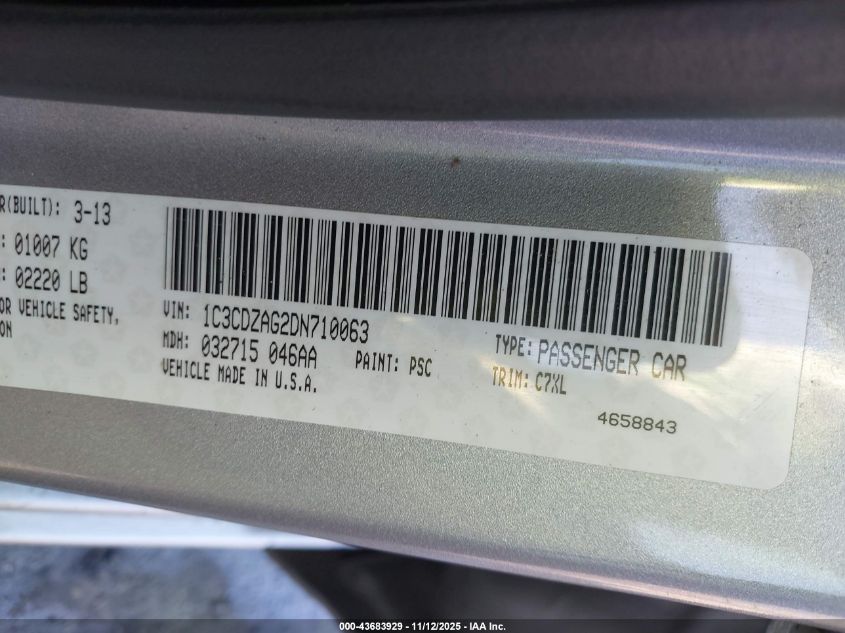 R(BUILT): 3-13
: 01007 KG
: 02220 LB
OR VEHICLE SAFETY,
ON
VIN: 1C3CDZAG2DN710063
MDH: 032715 046AA PAINT: PSC
VEHICLE MADE IN U.S.A.
TYPE: PASSENGER CAR
TRIM: C7XL
4658843
000-43683929 - 11/12/2025 - IAA Inc.